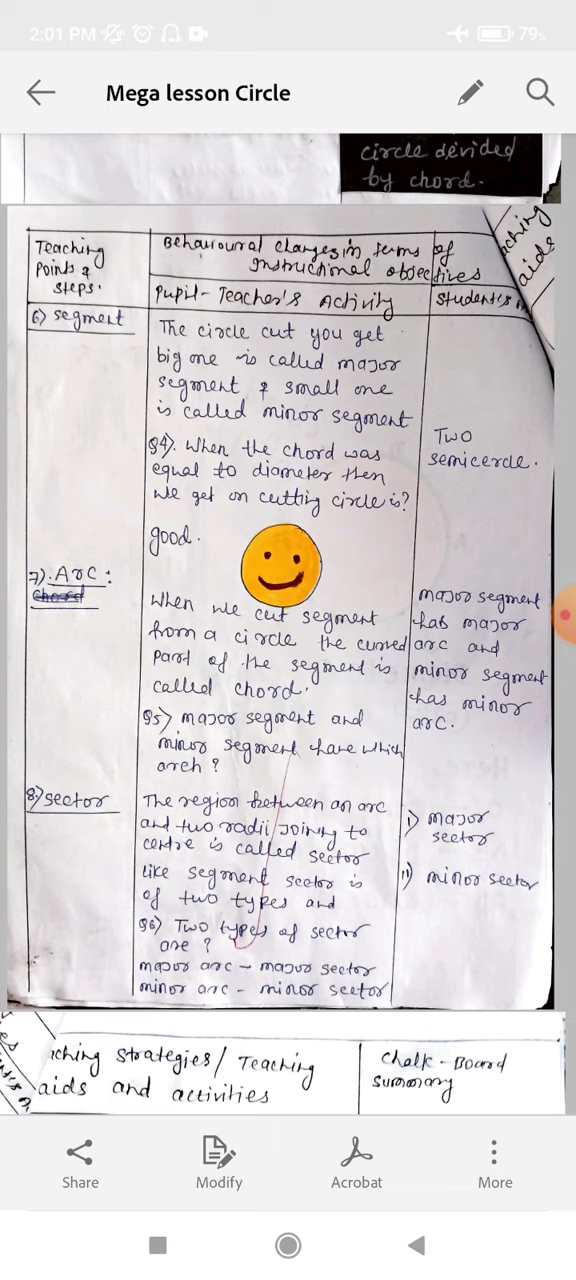 2:01 PM
79%
Mega lesson Circle
circle devided
by chord.
Teaching
Points &
steps.
Behavioural changes in terms of
instructional objectives
aching
aids
Pupil-Teacher's Activity
Student's A
6) segment
The circle cut you get
big one is called major
segment & small one
is called minor segment
Q4). When the chord was
equal to diameter then
we get on cutting circle is?
Two
semicercle.
good.
7). Arc:
Chord
When we cut segment
from a circle the curved
part of the segment is
called chord.
Q5) major segment and
minor segment have which
arch ?
major segment
has major
arc and
minor segment
has minor
arc.
8) sector
The region between an arc
and two radii joining to
centre is called sector
like segment sector is
of two types and
Q6) Two types of sector
are ?
major arc - major sector
minor arc - minor sector
i) major
sector
ii) minor sector
ching strategies/ Teaching
aids and activities
Chalk-Board
summary
Share
Modify
Acrobat
More